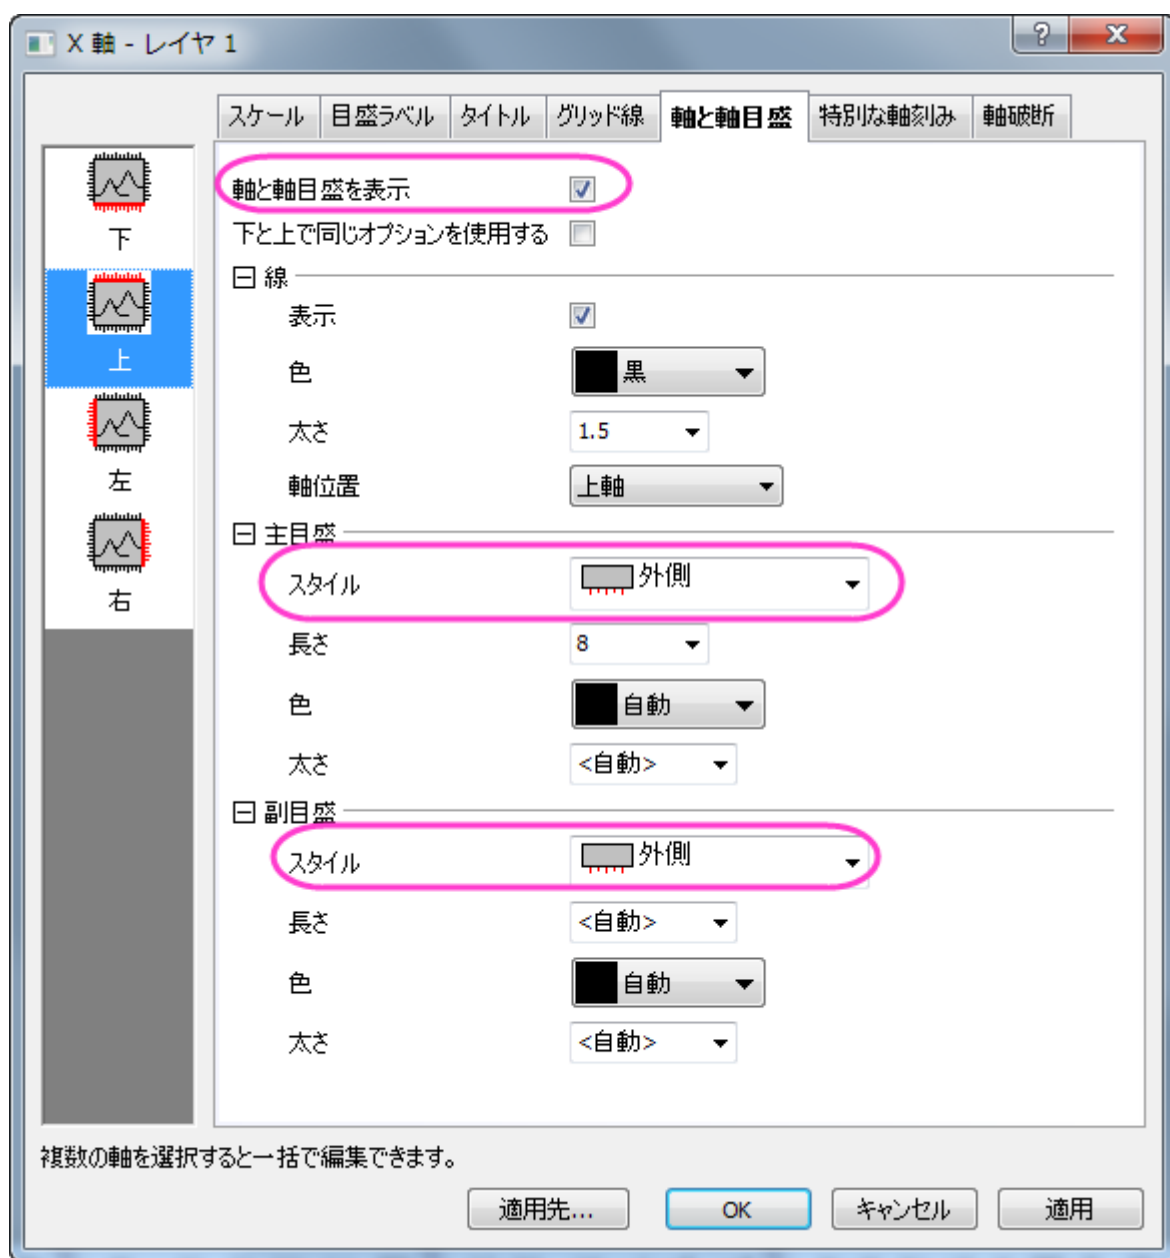 X 軸 - レイヤ 1
スケール 目盛ラベル タイトル グリッド線 軸と軸目盛 特別な軸刻み 軸破断
下
上
左
右
軸と軸目盛を表示
下と上で同じオプションを使用する
線
表示
色 黒
太さ 1.5
軸位置 上軸
主目盛
スタイル 外側
長さ 8
色 自動
太さ <自動>
副目盛
スタイル 外側
長さ <自動>
色 自動
太さ <自動>
複数の軸を選択すると一括で編集できます。
適用先... OK キャンセル 適用